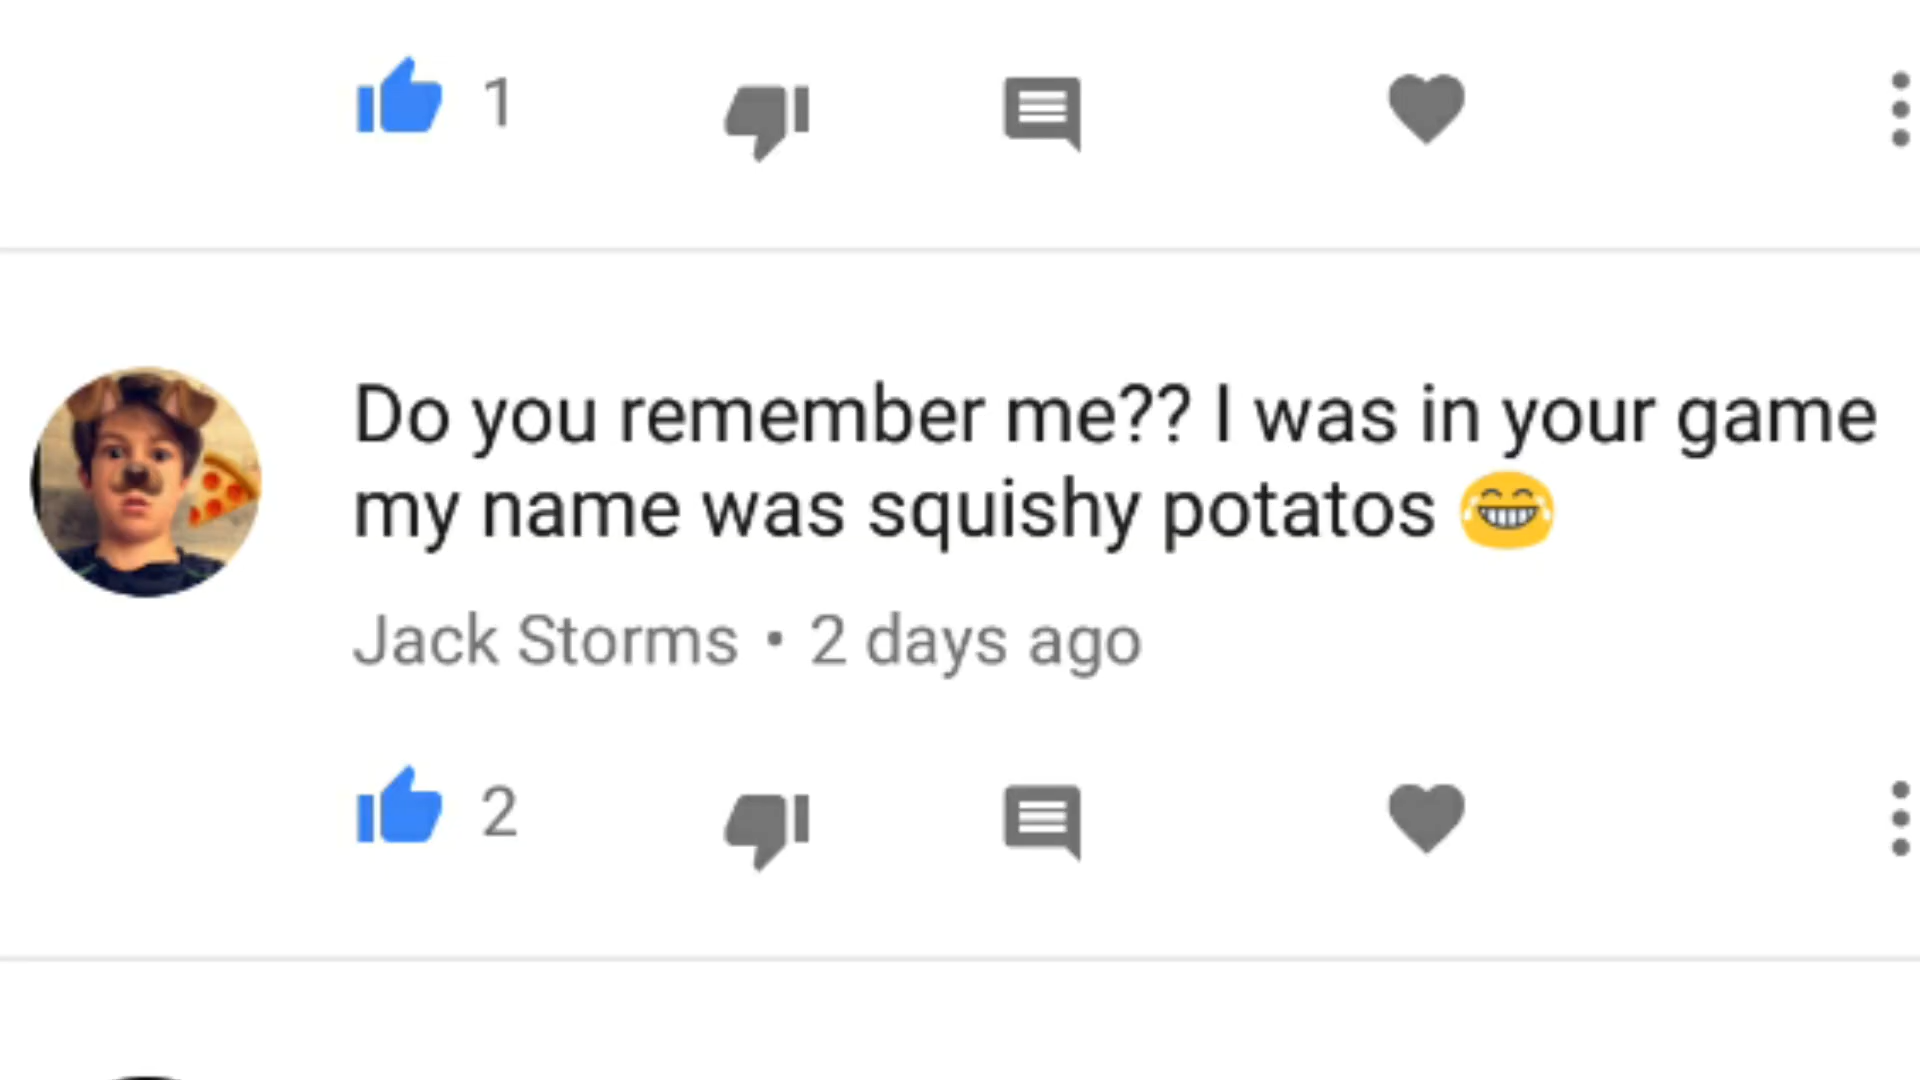 1
Do you remember me?? I was in your game
my name was squishy potatos 😂
Jack Storms • 2 days ago
2